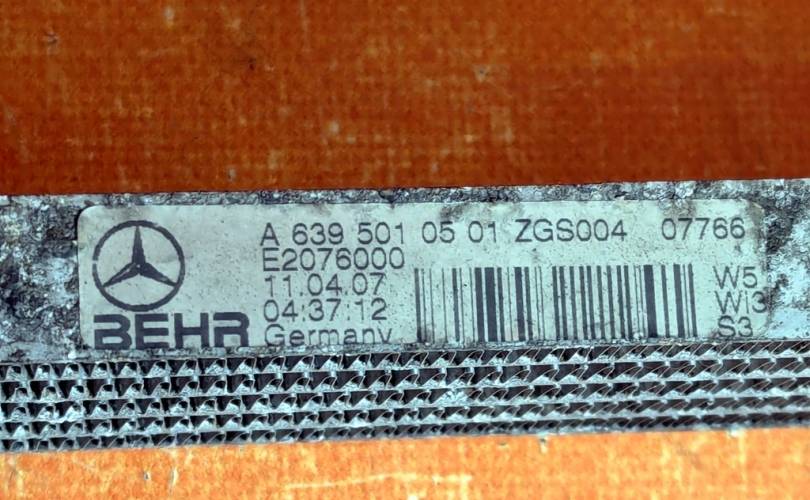 A 639 501 05 01 ZGS004 07766
E2076000
11.04.07
04:37:12
BEHR Germany
W5
Wi3
S3